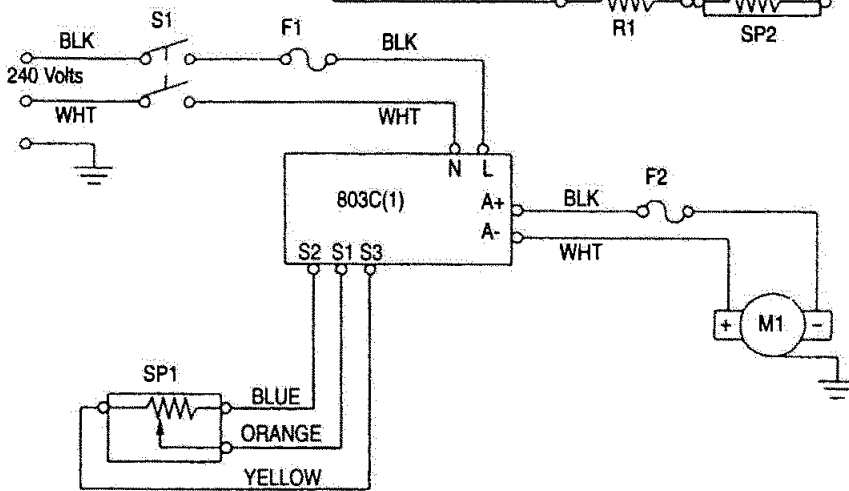 S1
F1
R1
SP2
BLK
BLK
240 Volts
WHT
WHT
N L
803C(1)
A+
BLK
F2
A-
WHT
S2 S1 S3
+ M1 -
SP1
BLUE
ORANGE
YELLOW